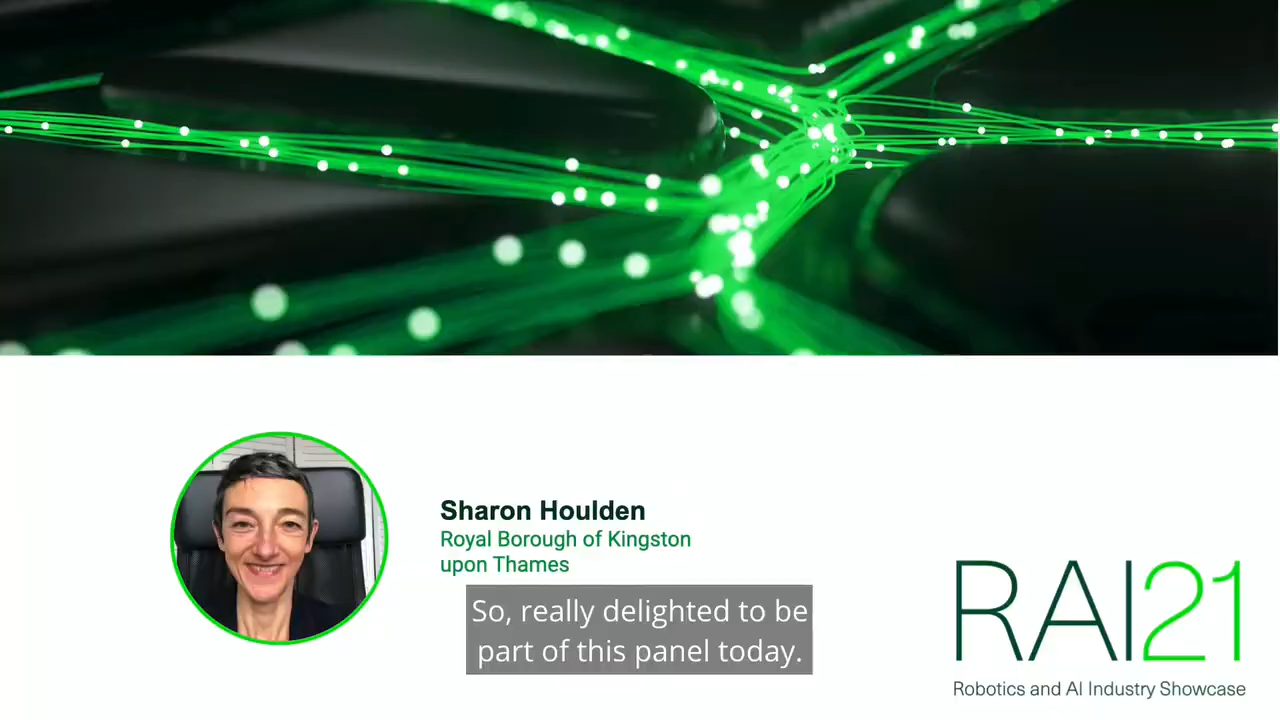 Sharon Houlden
Royal Borough of Kingston
upon Thames
So, really delighted to be
part of this panel today.
RAI21
Robotics and AI Industry Showcase